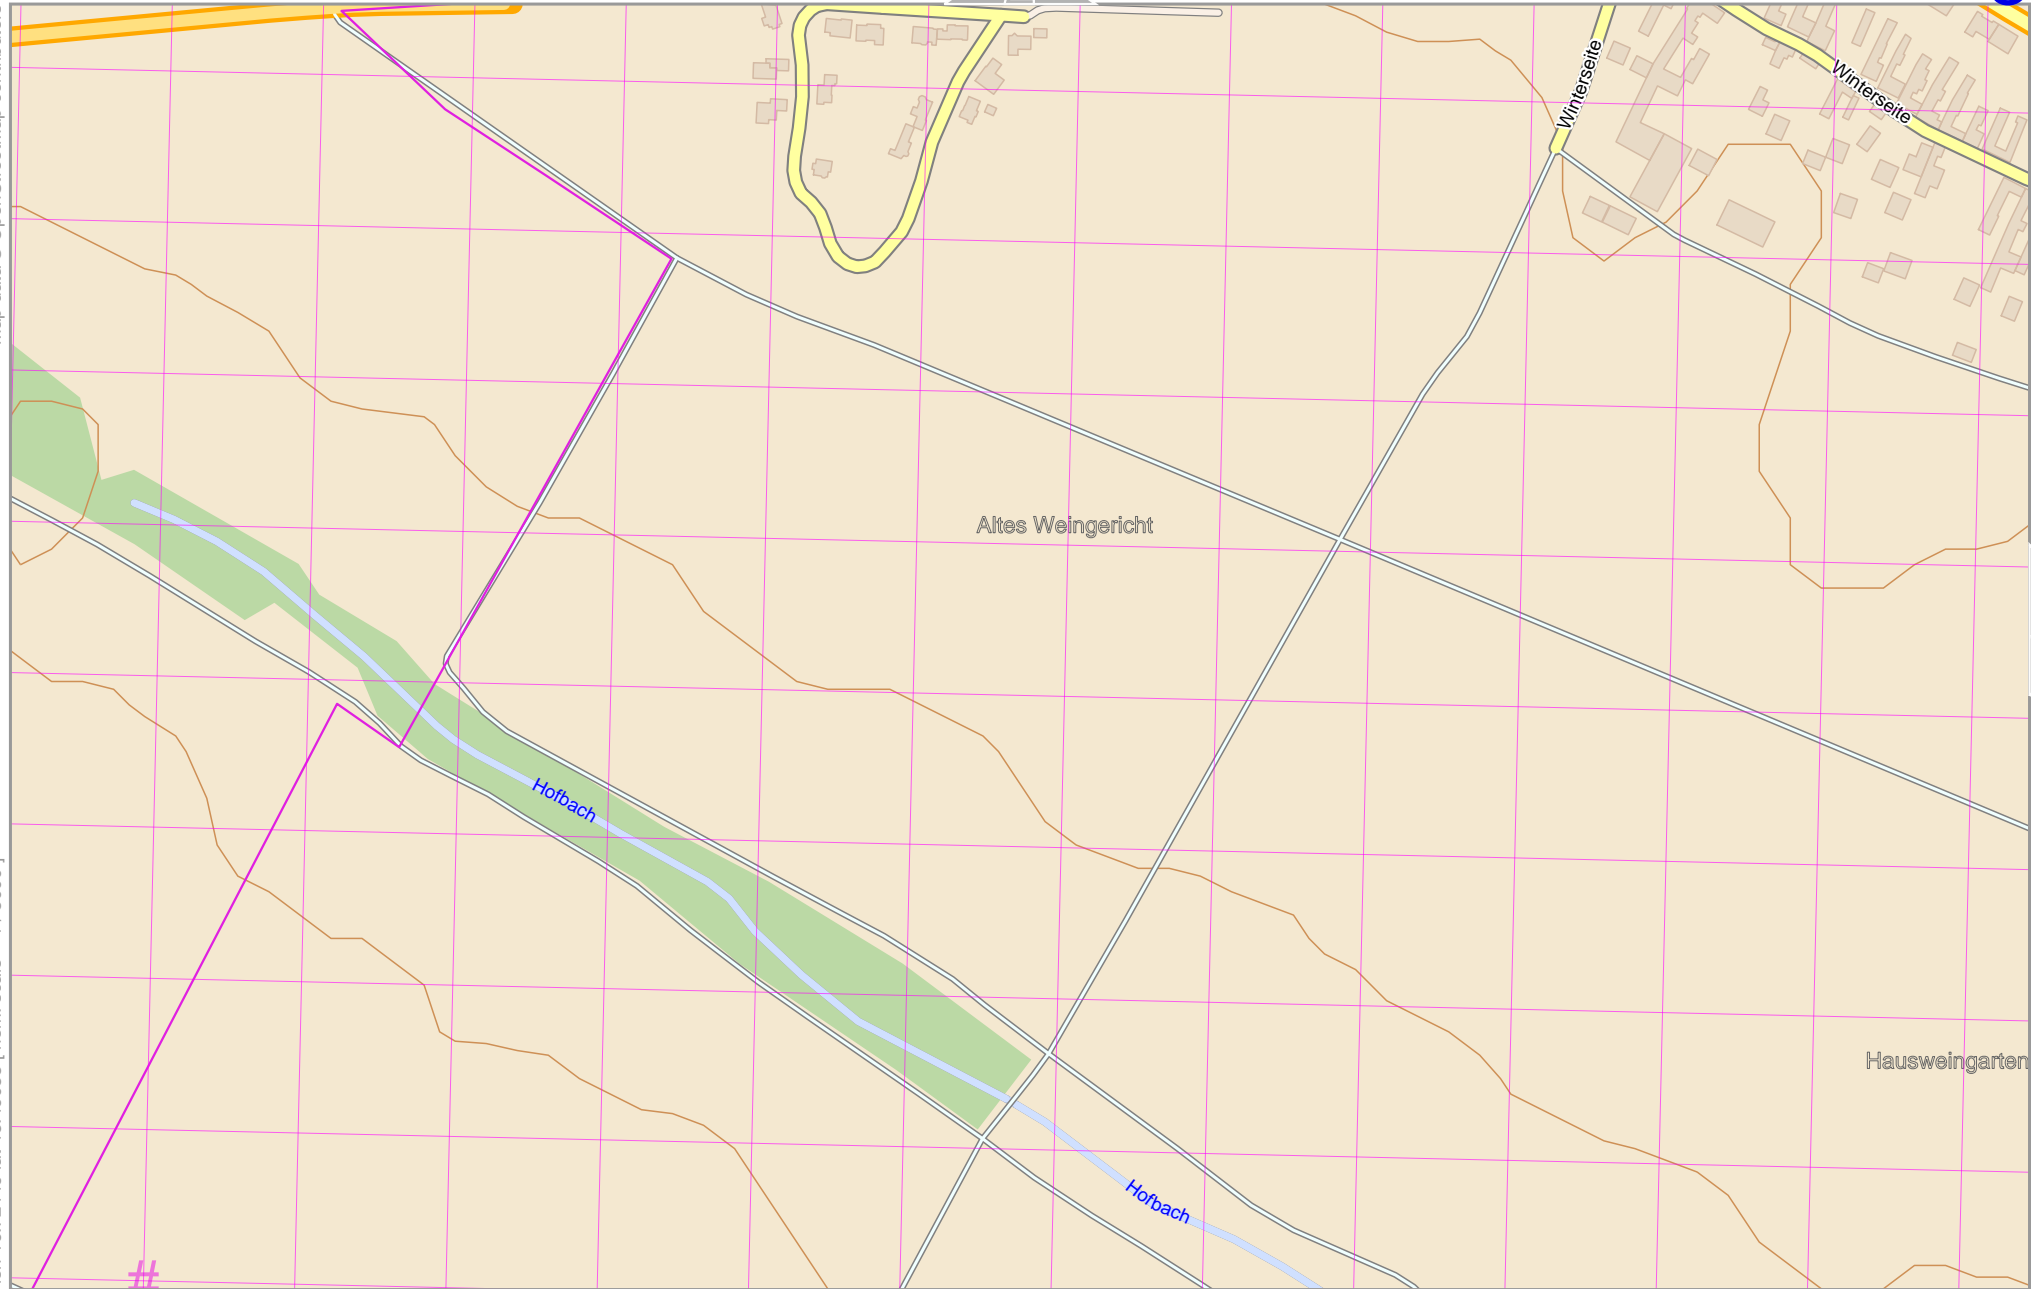 Winterseite
Winterseite
Altes Weingericht
Hofbach
Hausweingarten
Hofbach
#